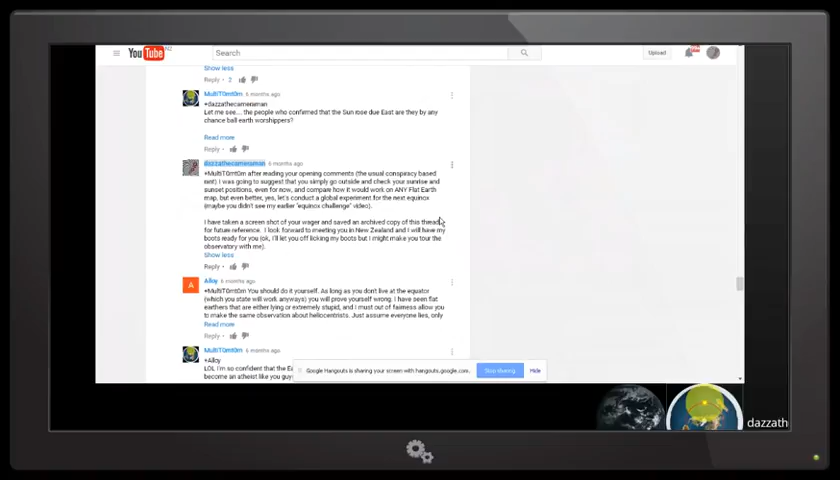 YouTube NZ
Search
Upload
Show less
Reply · 2
MultiT0mt0m 6 months ago
+dazzathecameraman
Let me see.... the people who confirmed that the Sun rose due East are they by any
chance ball earth worshippers?
Read more
Reply ·
dazzathecameraman 6 months ago
+MultiT0mt0m after reading your opening comments (the usual conspiracy based
rant) I was going to suggest that you simply go outside and check your sunrise and
sunset positions, even for now, and compare how it would work on ANY Flat Earth
map, but even better, yes, let's conduct a global experiment for the next equinox
(maybe you didn't see my earlier "equinox challenge" video).
I have taken a screen shot of your wager and saved an archived copy of this thread
for future reference. I look forward to meeting you in New Zealand and I will have my
boots ready for you (ok, I'll let you off licking my boots but I might make you tour the
observatory with me).
Show less
Reply ·
A
Alloy 6 months ago
+MultiT0mt0m You should do it yourself. As long as you don't live at the equator
(which you state will work anyways) you will prove yourself wrong. I have seen flat
earthers that are either lying or extremely stupid, and I must out of fairness allow you
to make the same observation about heliocentrists. Just assume everyone lies, only
Read more
Reply ·
MultiT0mt0m 6 months ago
+Alloy
LOL I'm so confident that the Ea
become an atheist like you guy
Google Hangouts is sharing your screen with hangouts.google.com.
Stop sharing
Hide
dazzath